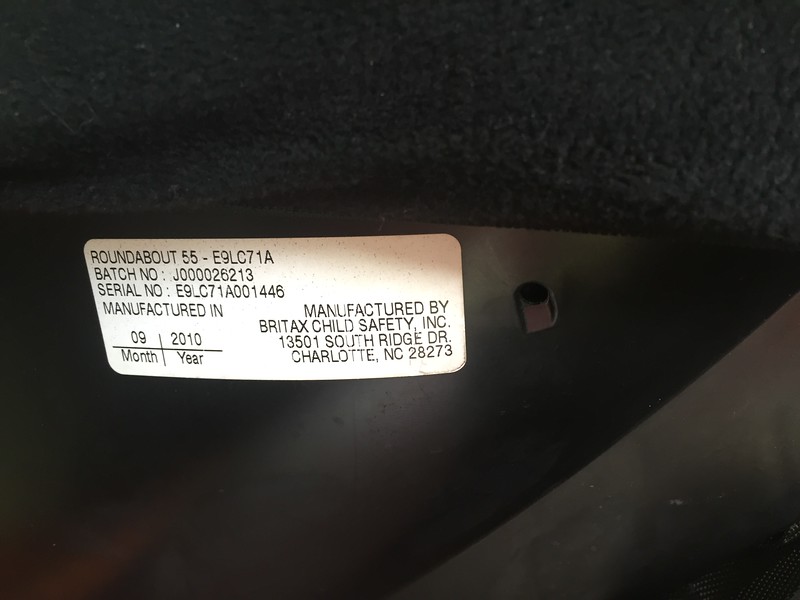 ROUNDABOUT 55 - E9LC71A
BATCH NO : J000026213
SERIAL NO : E9LC71A001446
MANUFACTURED IN
09 | 2010
Month | Year
MANUFACTURED BY
BRITAX CHILD SAFETY, INC.
13501 SOUTH RIDGE DR.
CHARLOTTE, NC 28273